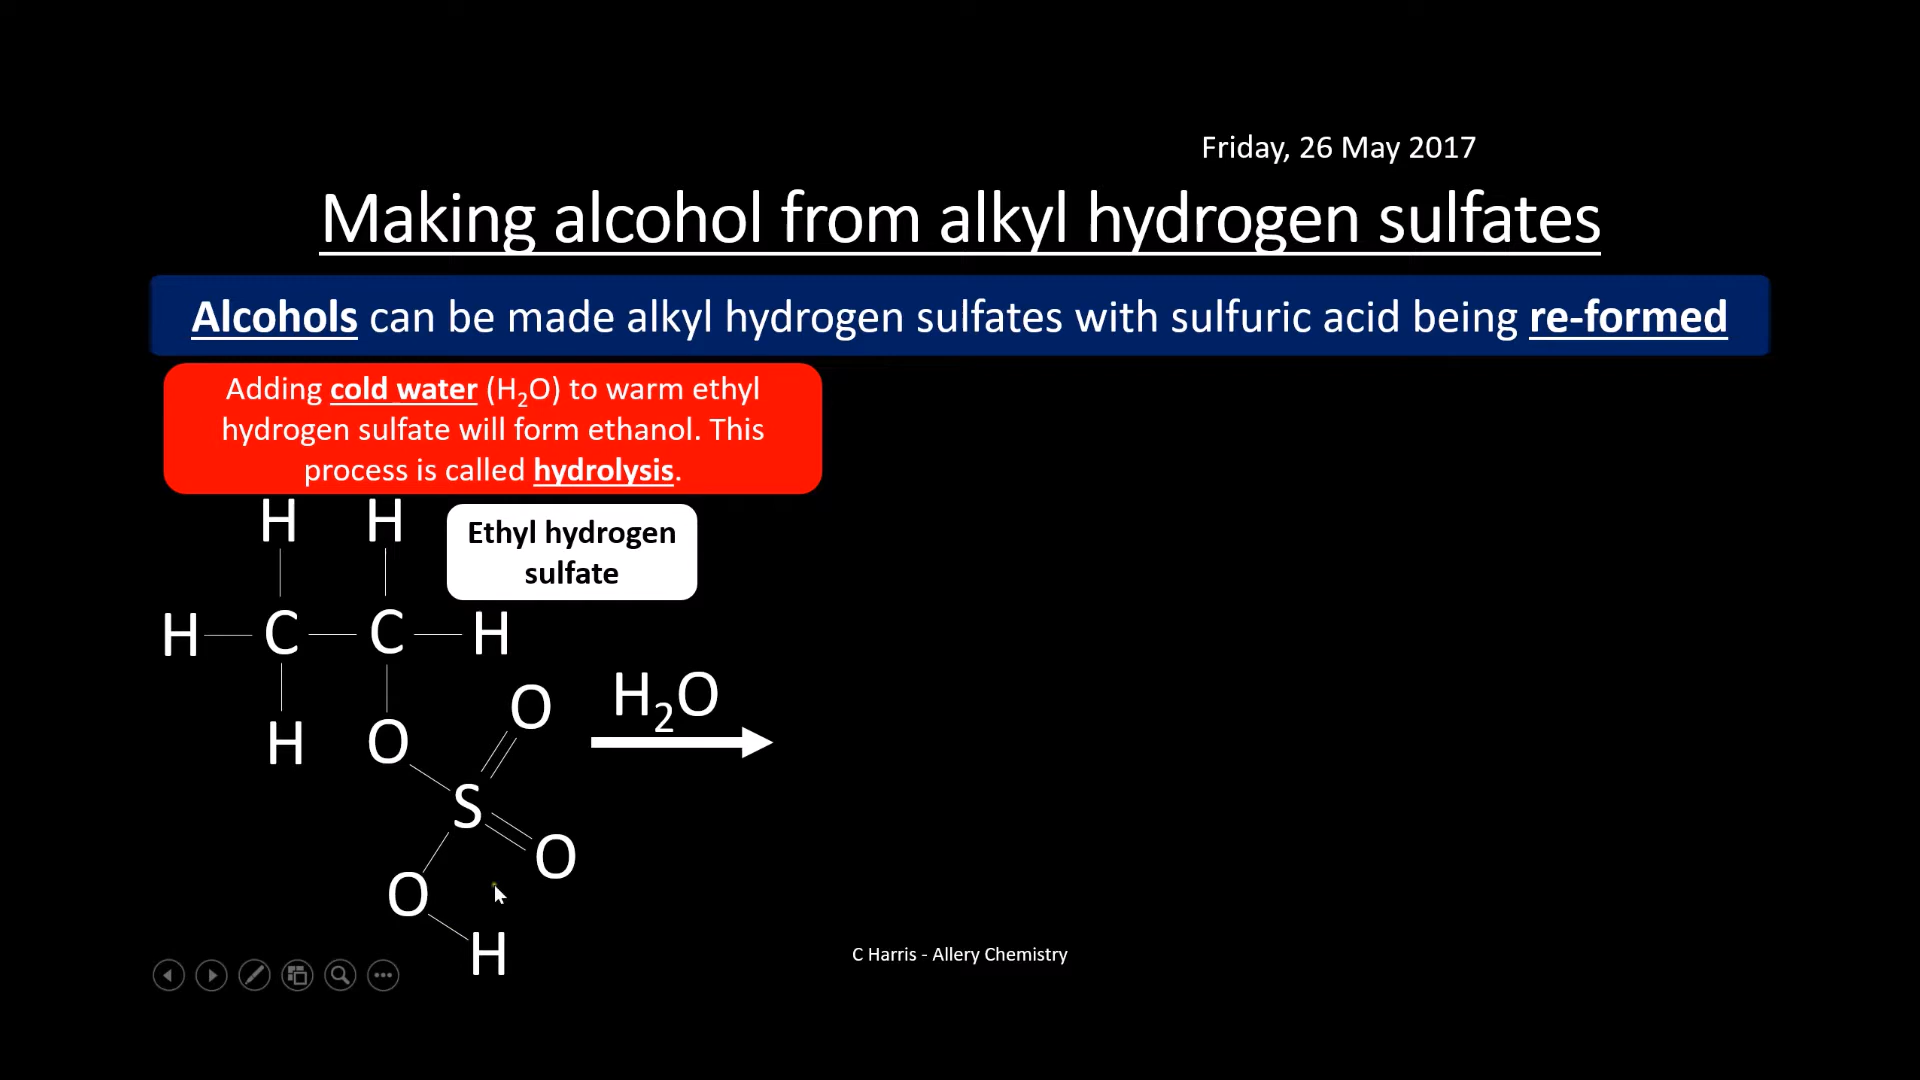 Friday, 26 May 2017
Making alcohol from alkyl hydrogen sulfates
Alcohols can be made alkyl hydrogen sulfates with sulfuric acid being re-formed
Adding cold water (H₂O) to warm ethyl
hydrogen sulfate will form ethanol. This
process is called hydrolysis.
H H
Ethyl hydrogen
sulfate
H C C H
H O O
H₂O
S
O
O
H
C Harris - Allery Chemistry